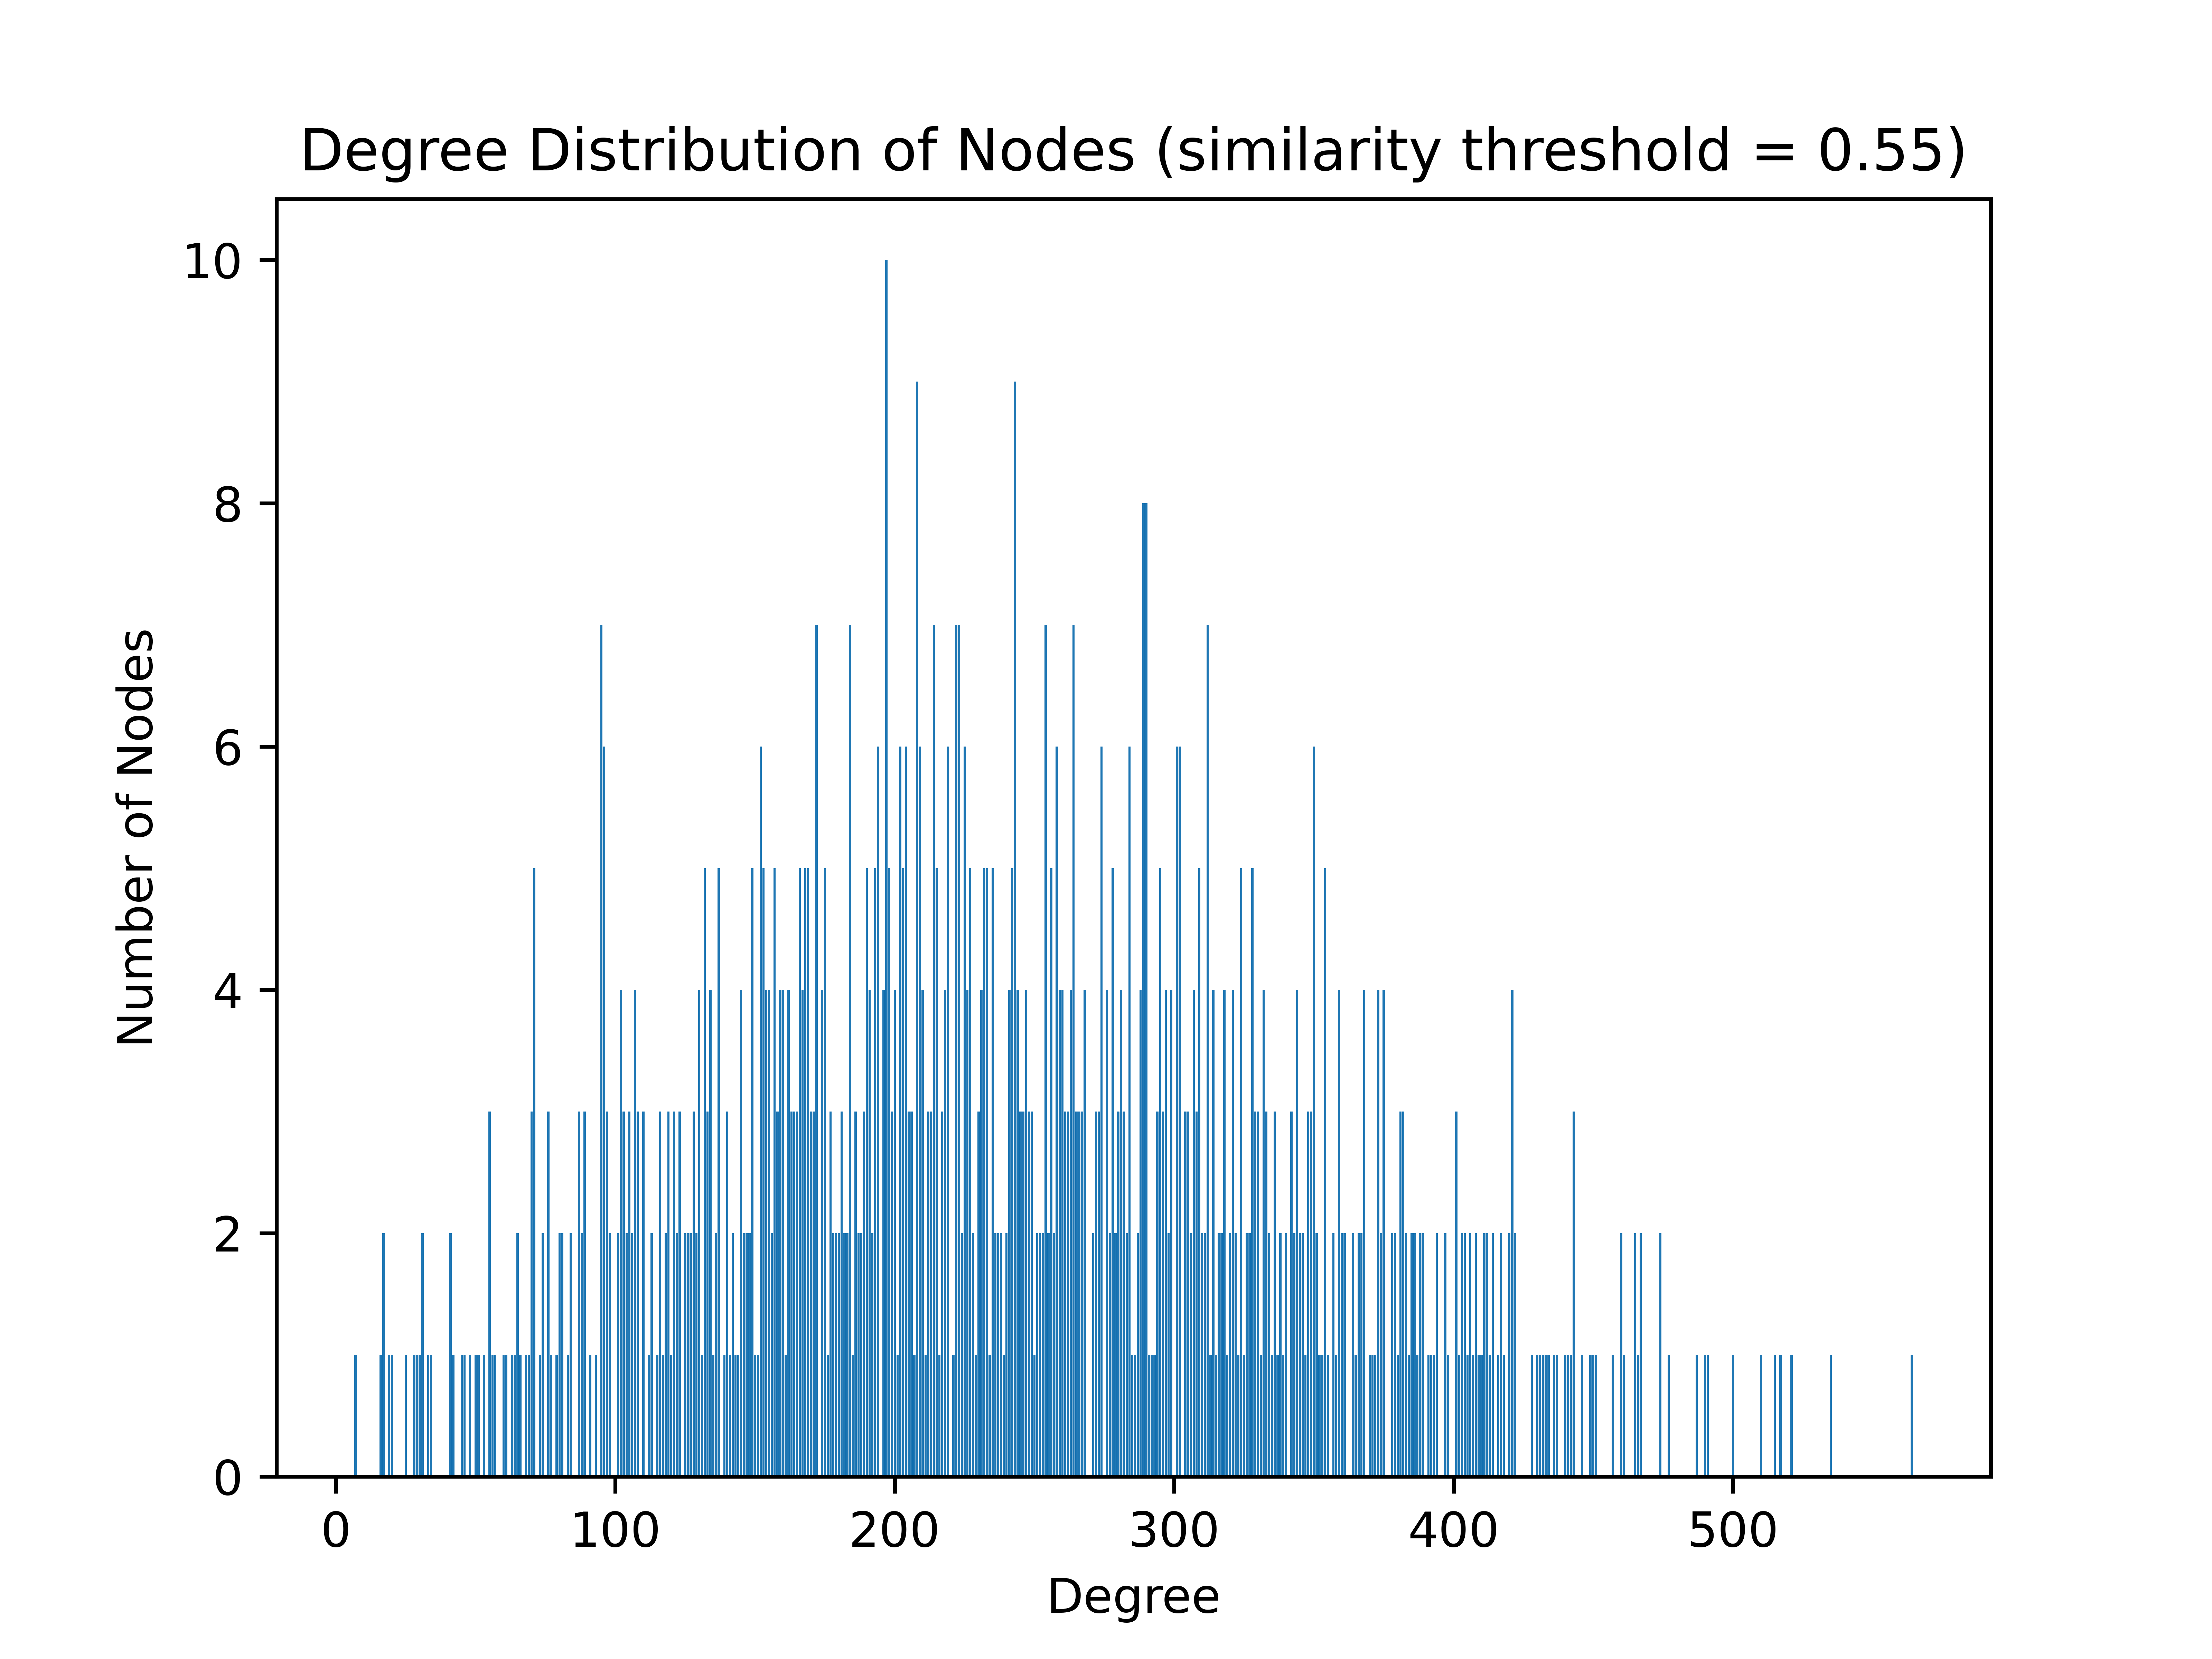 Degree Distribution of Nodes (similarity threshold = 0.55)
10
8
6
4
2
0
Number of Nodes
0 100 200 300 400 500
Degree